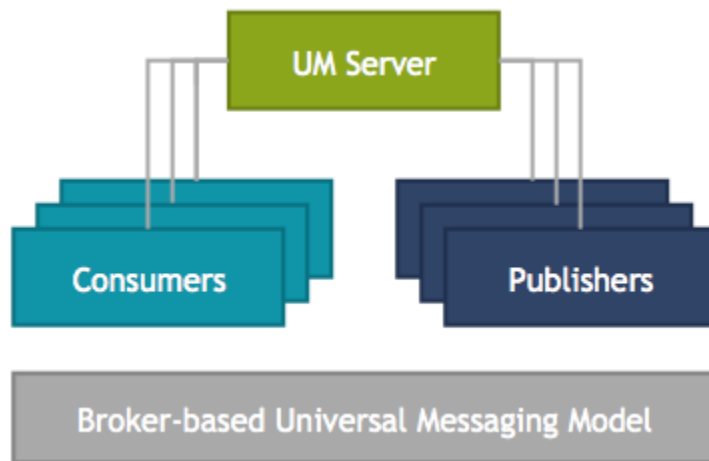 UM Server
Consumers
Publishers
Broker-based Universal Messaging Model